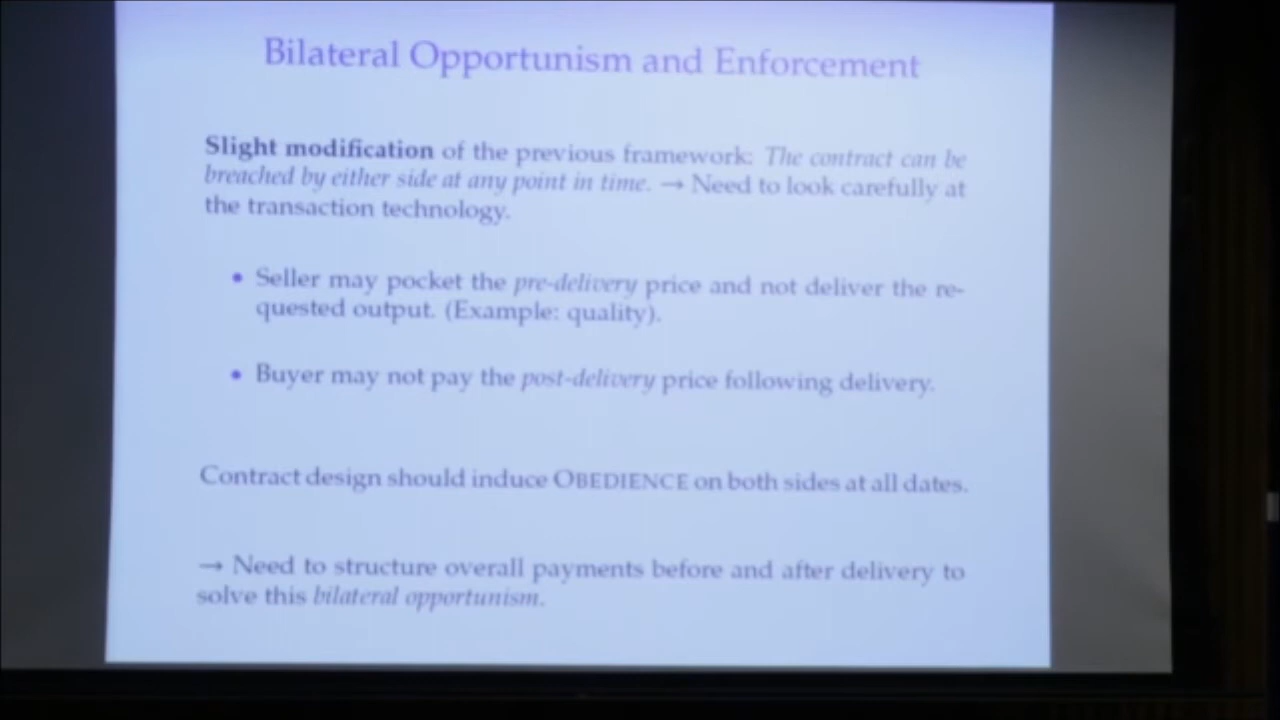 Bilateral Opportunism and Enforcement
Slight modification of the previous framework: The contract can be
breached by either side at any point in time. → Need to look carefully at
the transaction technology.
• Seller may pocket the pre-delivery price and not deliver the re-
quested output. (Example: quality).
• Buyer may not pay the post-delivery price following delivery.
Contract design should induce OBEDIENCE on both sides at all dates.
→ Need to structure overall payments before and after delivery to
solve this bilateral opportunism.